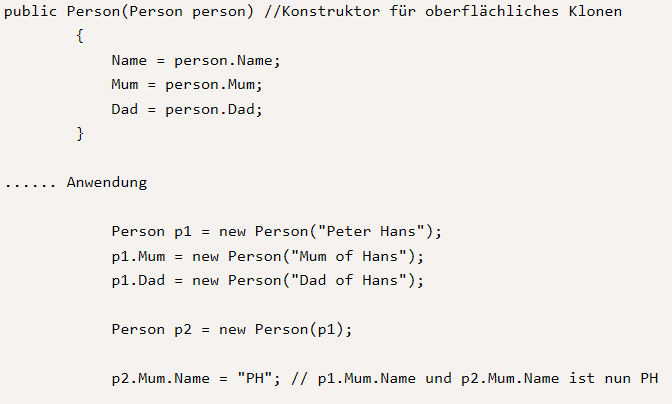 public Person(Person person) //Konstruktor für oberflächliches Klonen
{
Name = person.Name;
Mum = person.Mum;
Dad = person.Dad;
}
...... Anwendung
Person p1 = new Person("Peter Hans");
p1.Mum = new Person("Mum of Hans");
p1.Dad = new Person("Dad of Hans");
Person p2 = new Person(p1);
p2.Mum.Name = "PH"; // p1.Mum.Name und p2.Mum.Name ist nun PH